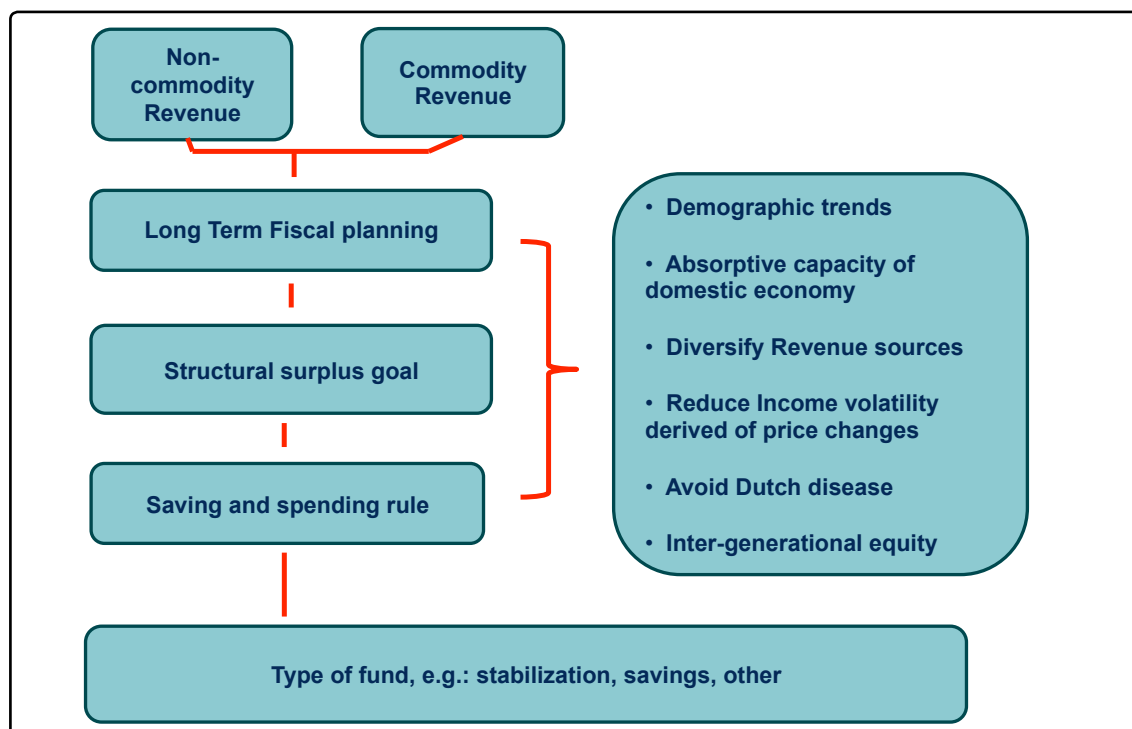 Non-
commodity
Revenue
Commodity
Revenue
Long Term Fiscal planning
Structural surplus goal
Saving and spending rule
• Demographic trends
• Absorptive capacity of
domestic economy
• Diversify Revenue sources
• Reduce Income volatility
derived of price changes
• Avoid Dutch disease
• Inter-generational equity
Type of fund, e.g.: stabilization, savings, other